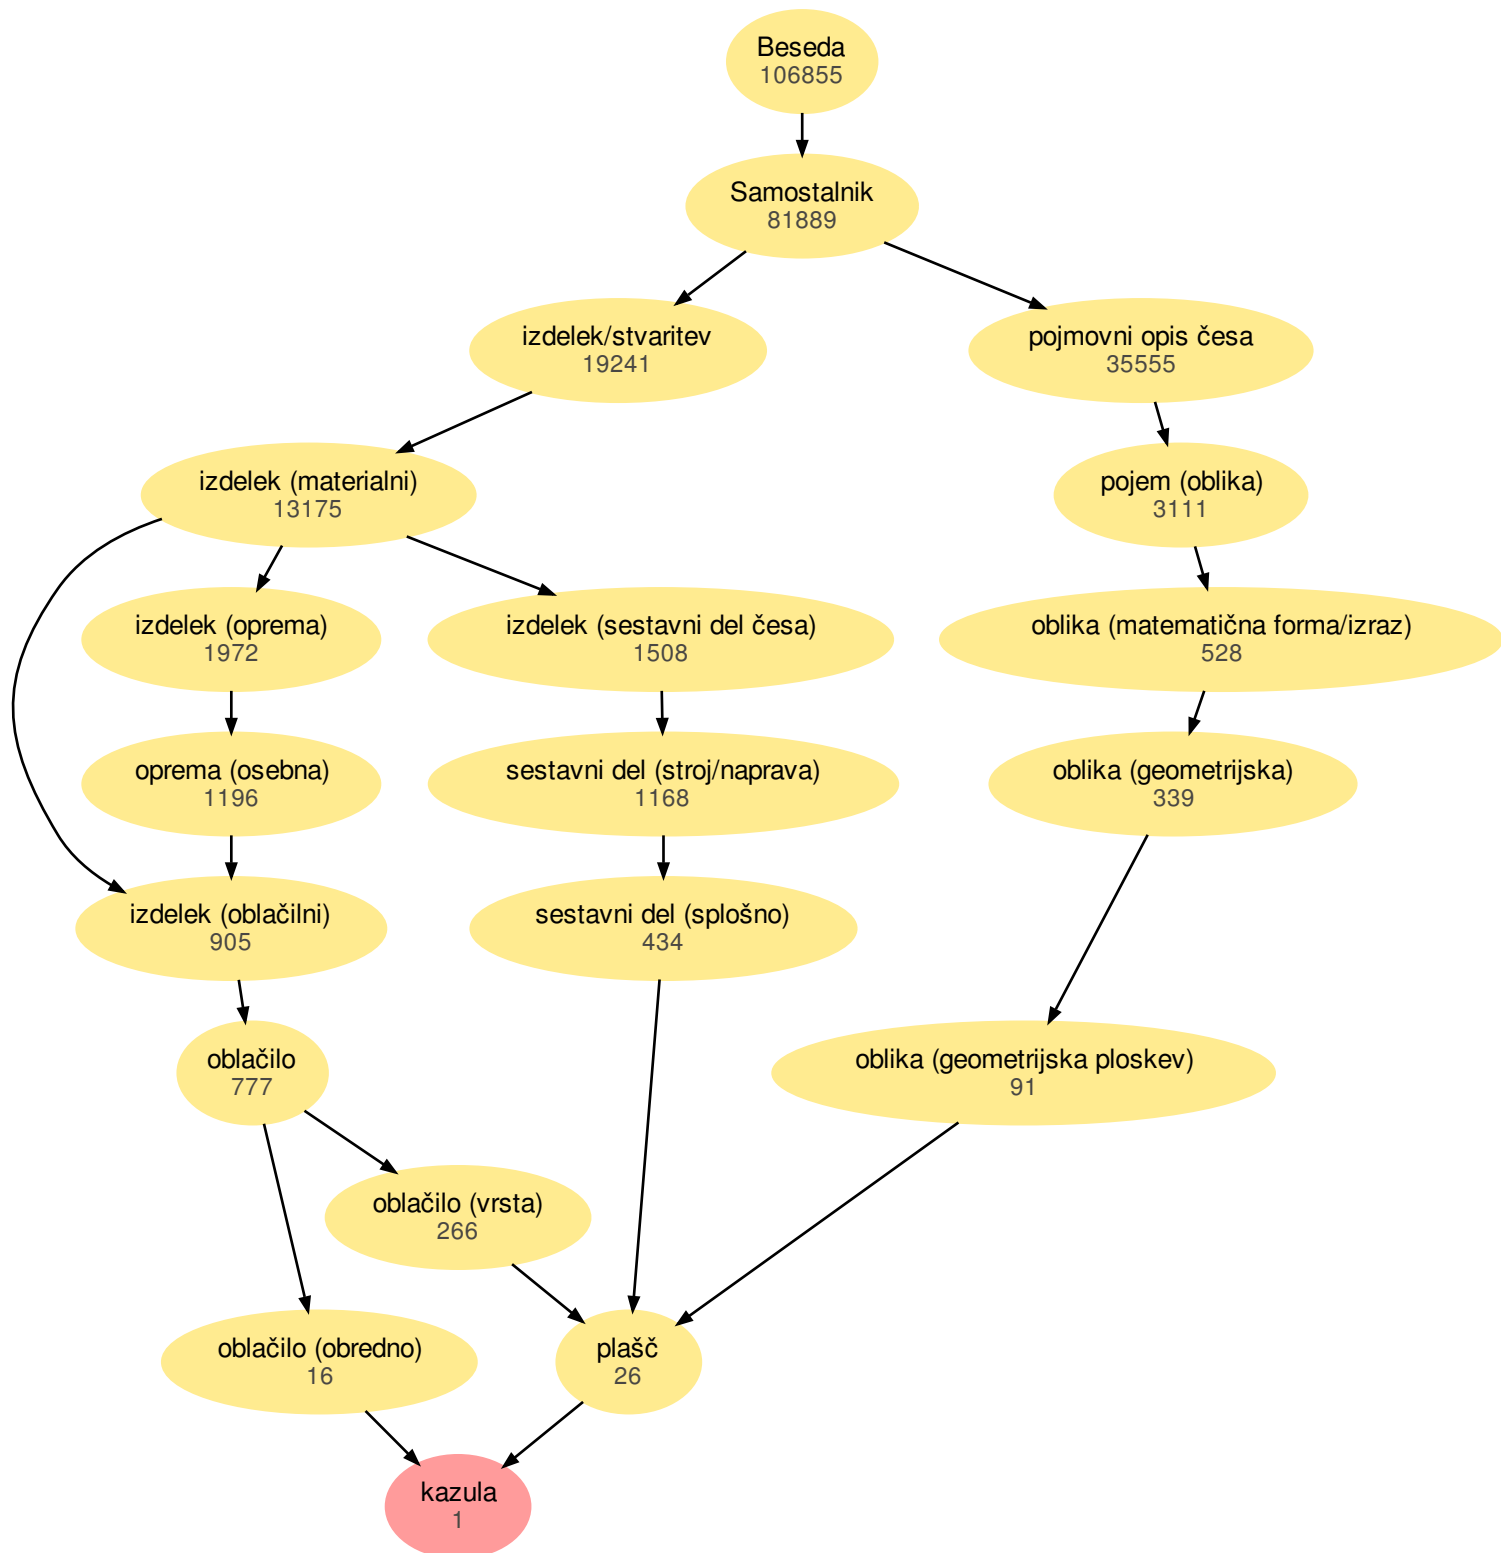 Beseda
106855
Samostalnik
81889
izdelek/stvaritev
19241
pojmovni opis česa
35555
izdelek (materialni)
13175
pojem (oblika)
3111
izdelek (oprema)
1972
izdelek (sestavni del česa)
1508
oblika (matematična forma/izraz)
528
oprema (osebna)
1196
sestavni del (stroj/naprava)
1168
oblika (geometrijska)
339
izdelek (oblačilni)
905
sestavni del (splošno)
434
oblačilo
777
oblika (geometrijska ploskev)
91
oblačilo (vrsta)
266
oblačilo (obredno)
16
plašč
26
kazula
1